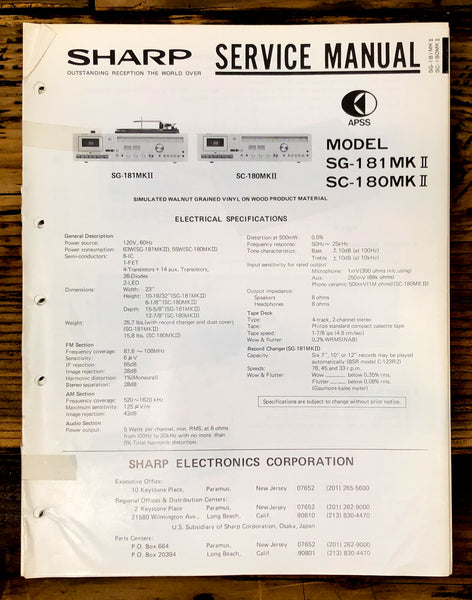 SHARP
OUTSTANDING RECEPTION THE WORLD OVER
SERVICE MANUAL
SG-181MKⅡ
SC-180MKⅡ
APSS
MODEL
SG-181MKⅡ
SC-180MKⅡ
SG-181MKⅡ
SC-180MKⅡ
SIMULATED WALNUT GRAINED VINYL ON WOOD PRODUCT MATERIAL
ELECTRICAL SPECIFICATIONS
General Description
Power source: 120V, 60Hz
Power consumption: 63W(SG-181MKⅡ), 55W(SC-180MKⅡ)
Semi-conductors: 6-IC
1-FET
4-Transistors + 14 aux. Transistors,
26-Diodes
2-LED
Dimensions: Width: 23"
Height: 10-19/32"(SG-181MKⅡ)
6-1/8" (SC-180MKⅡ)
Depth: 15-5/8"(SG-181MKⅡ)
12-7/8" (SC-180MKⅡ)
Weight: 25.7 lbs.(with record changer and dust cover)
(SG-181MKⅡ)
15.8 lbs. (SC-180MKⅡ)
FM Section
Frequency coverage: 87.6 ~ 108MHz
Sensitivity: 6 μV
IF rejection: 65dB
Image rejection: 28dB
Harmonic distortion: 1%(Monaural)
Stereo separation: 28dB
AM Section
Frequency coverage: 520~1620 kHz
Maximum sensitivity: 125 μV/m
Image rejection: 42dB
Audio Section
Power output: 5 Watts per channel, min. RMS, at 8 ohms
from 100Hz to 20kHz with no more than
5% Total harmonic distortion.
Distortion at 500mW: 0.5%
Frequency response: 50Hz ~ 25kHz
Tone characteristics: Bass ± 10dB (at 100Hz)
Treble ± 10dB (at 10kHz)
Input sensitivity for rated output:
Microphone: 1mV(300 ohms mic.using)
Aux.: 250mV(68k ohms)
Phono ceramic 500mV(1M ohms) (SC-180MKⅡ)
Output impedance:
Speakers 8 ohms
Headphones 8 ohms
Tape Deck
Type: 4-track, 2-channel stereo
Tape: Philips standard compact cassette tape
Tape speed: 1-7/8 ips (4.8 cm/sec)
Wow & flutter: 0.2% WRMS(NAB)
Record Changer(SG-181MKⅡ)
Capacity: Six 7", 10" or 12" records may be played
automatically (BSR model C-123R2)
Speeds: 78, 45 and 33 r.p.m.
Wow & Flutter: Wow ........ below 0.35% rms.
Flutter ....... below 0.08% rms.
(Gaumont-kalee meter)
Specifications are subject to change without prior notice.
SHARP ELECTRONICS CORPORATION
Executive Office:
10 Keystone Place, Paramus, New Jersey 07652 (201) 265-5600
Regional Offices & Distribution Centers:
2 Keystone Place Paramus, New Jersey 07652 (201) 262-9000
21580 Wilmington Ave., Long Beach, Calif. 90810 (213) 830-4470
U.S. Subsidiary of Sharp Corporation, Osaka, Japan
Parts Centers:
P.O. Box 664 Paramus, New Jersey 07652 (201) 262-9000
P.O. Box 20394 Long Beach, Calif. 90801 (213) 830-4470